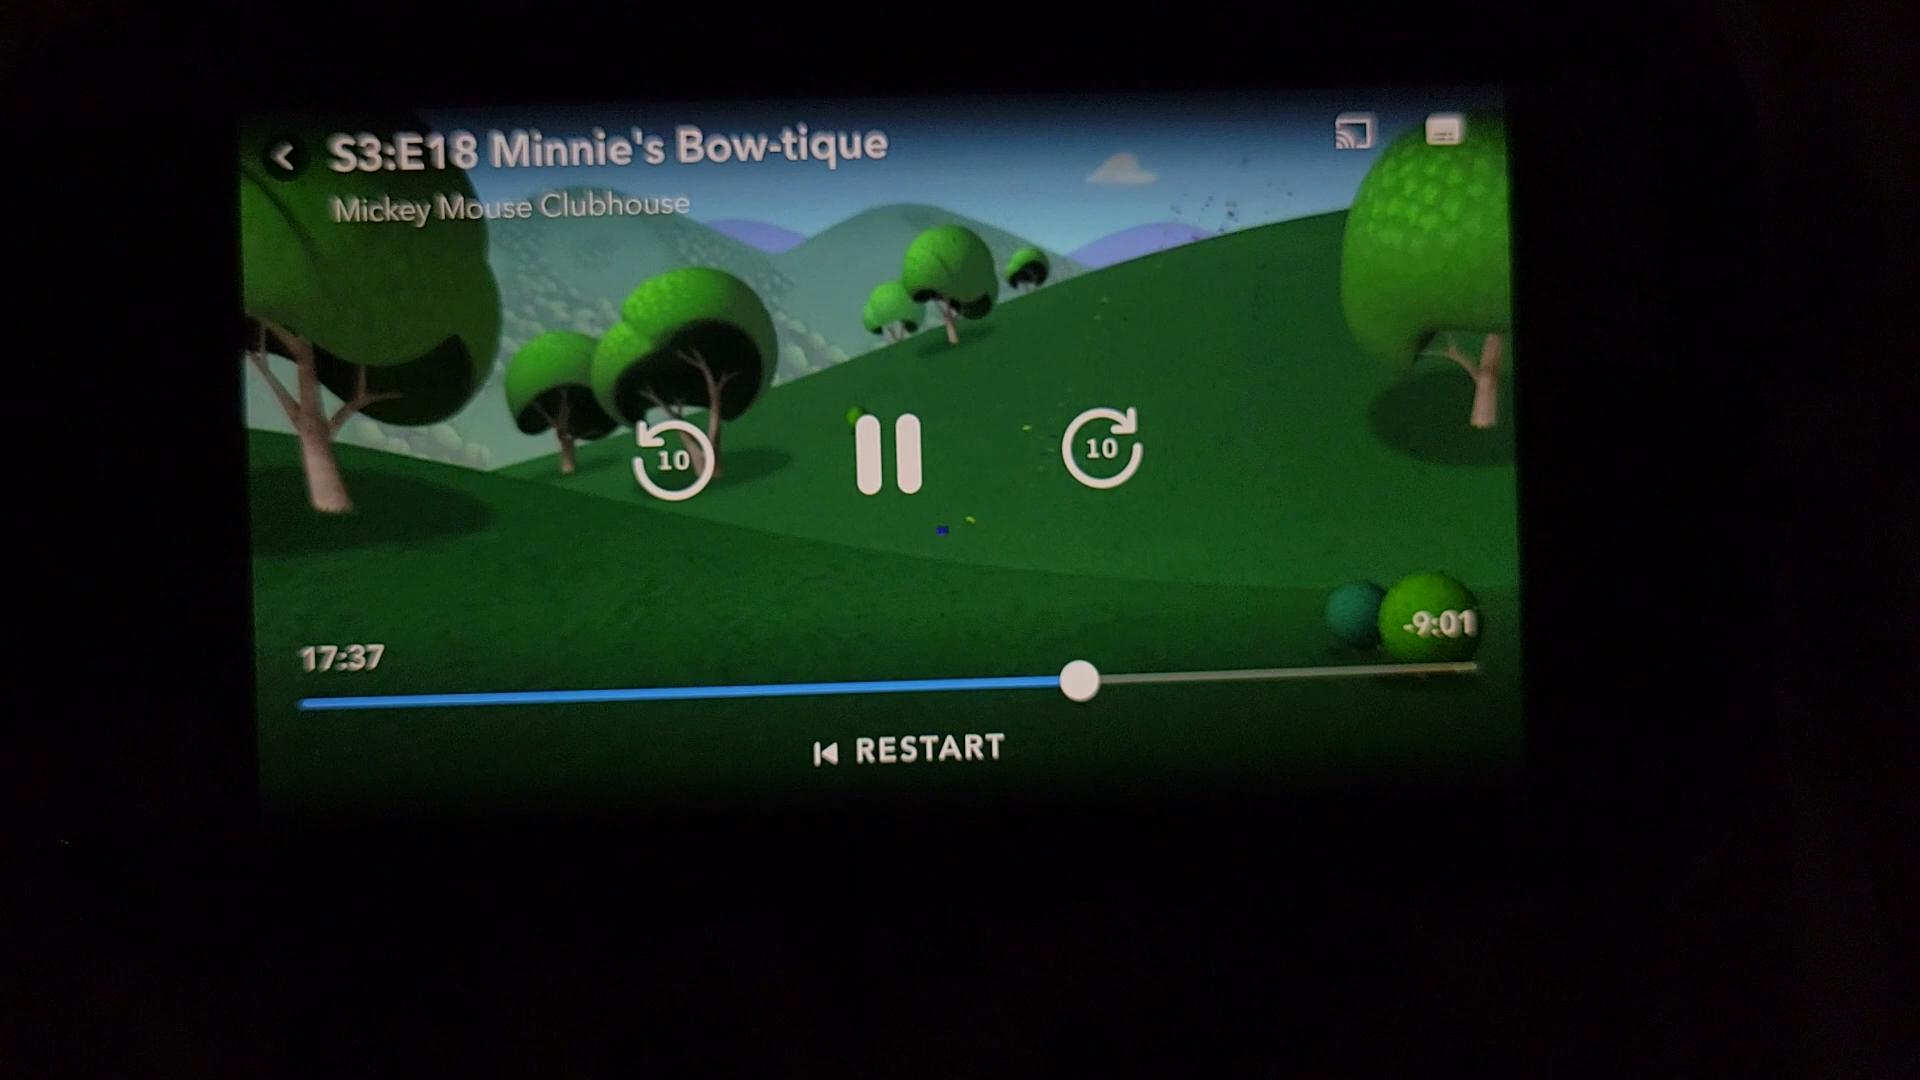 S3:E18 Minnie's Bow-tique
Mickey Mouse Clubhouse
10
10
-9:01
17:37
RESTART